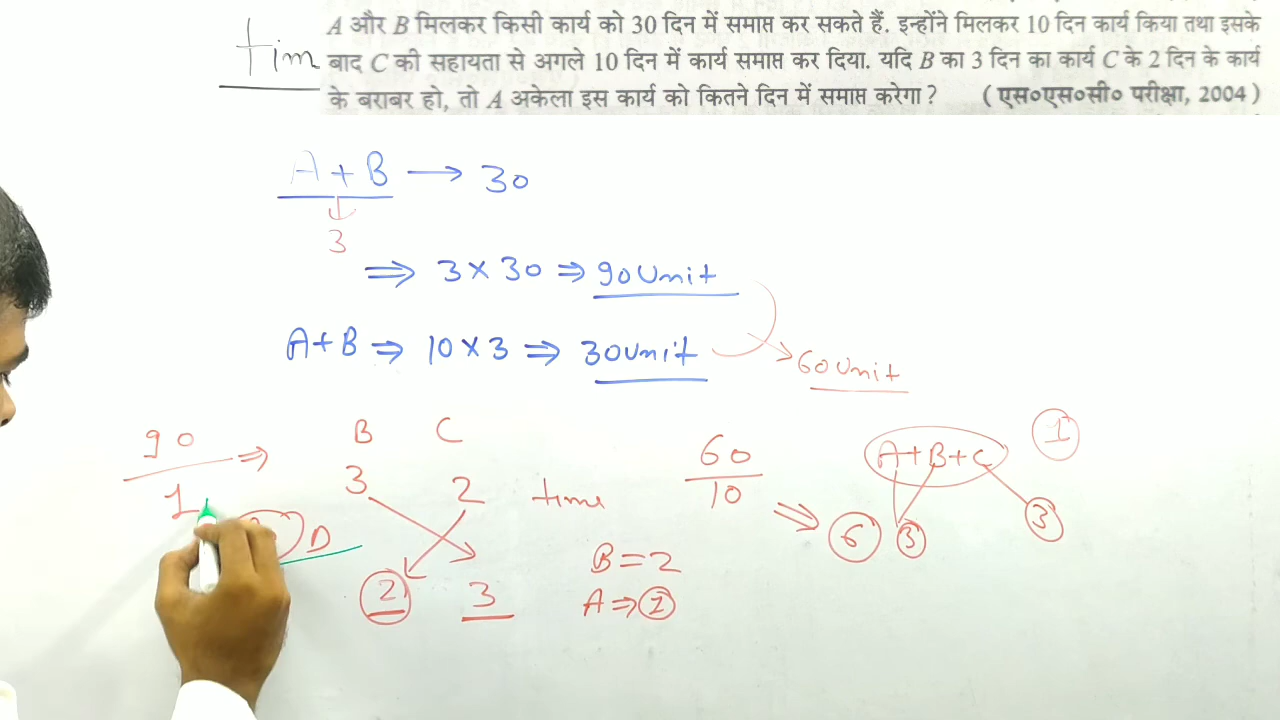 A और B मिलकर किसी कार्य को 30 दिन में समाप्त कर सकते हैं. इन्होंने मिलकर 10 दिन कार्य किया तथा इसके
tim बाद C की सहायता से अगले 10 दिन में कार्य समाप्त कर दिया. यदि B का 3 दिन का कार्य C के 2 दिन के कार्य
के बराबर हो, तो A अकेला इस कार्य को कितने दिन में समाप्त करेगा ? ( एस०एस०सी० परीक्षा, 2004 )
A + B → 30
↓
3
⇒ 3 × 30 ⇒ 90 Unit
A + B ⇒ 10 × 3 ⇒ 30 Unit
→ 60 Unit
90
1
⇒
B C
3 2 time
2 3
D
B = 2
A ⇒ 1
60
10
⇒
A + B + C
1
6 3 3